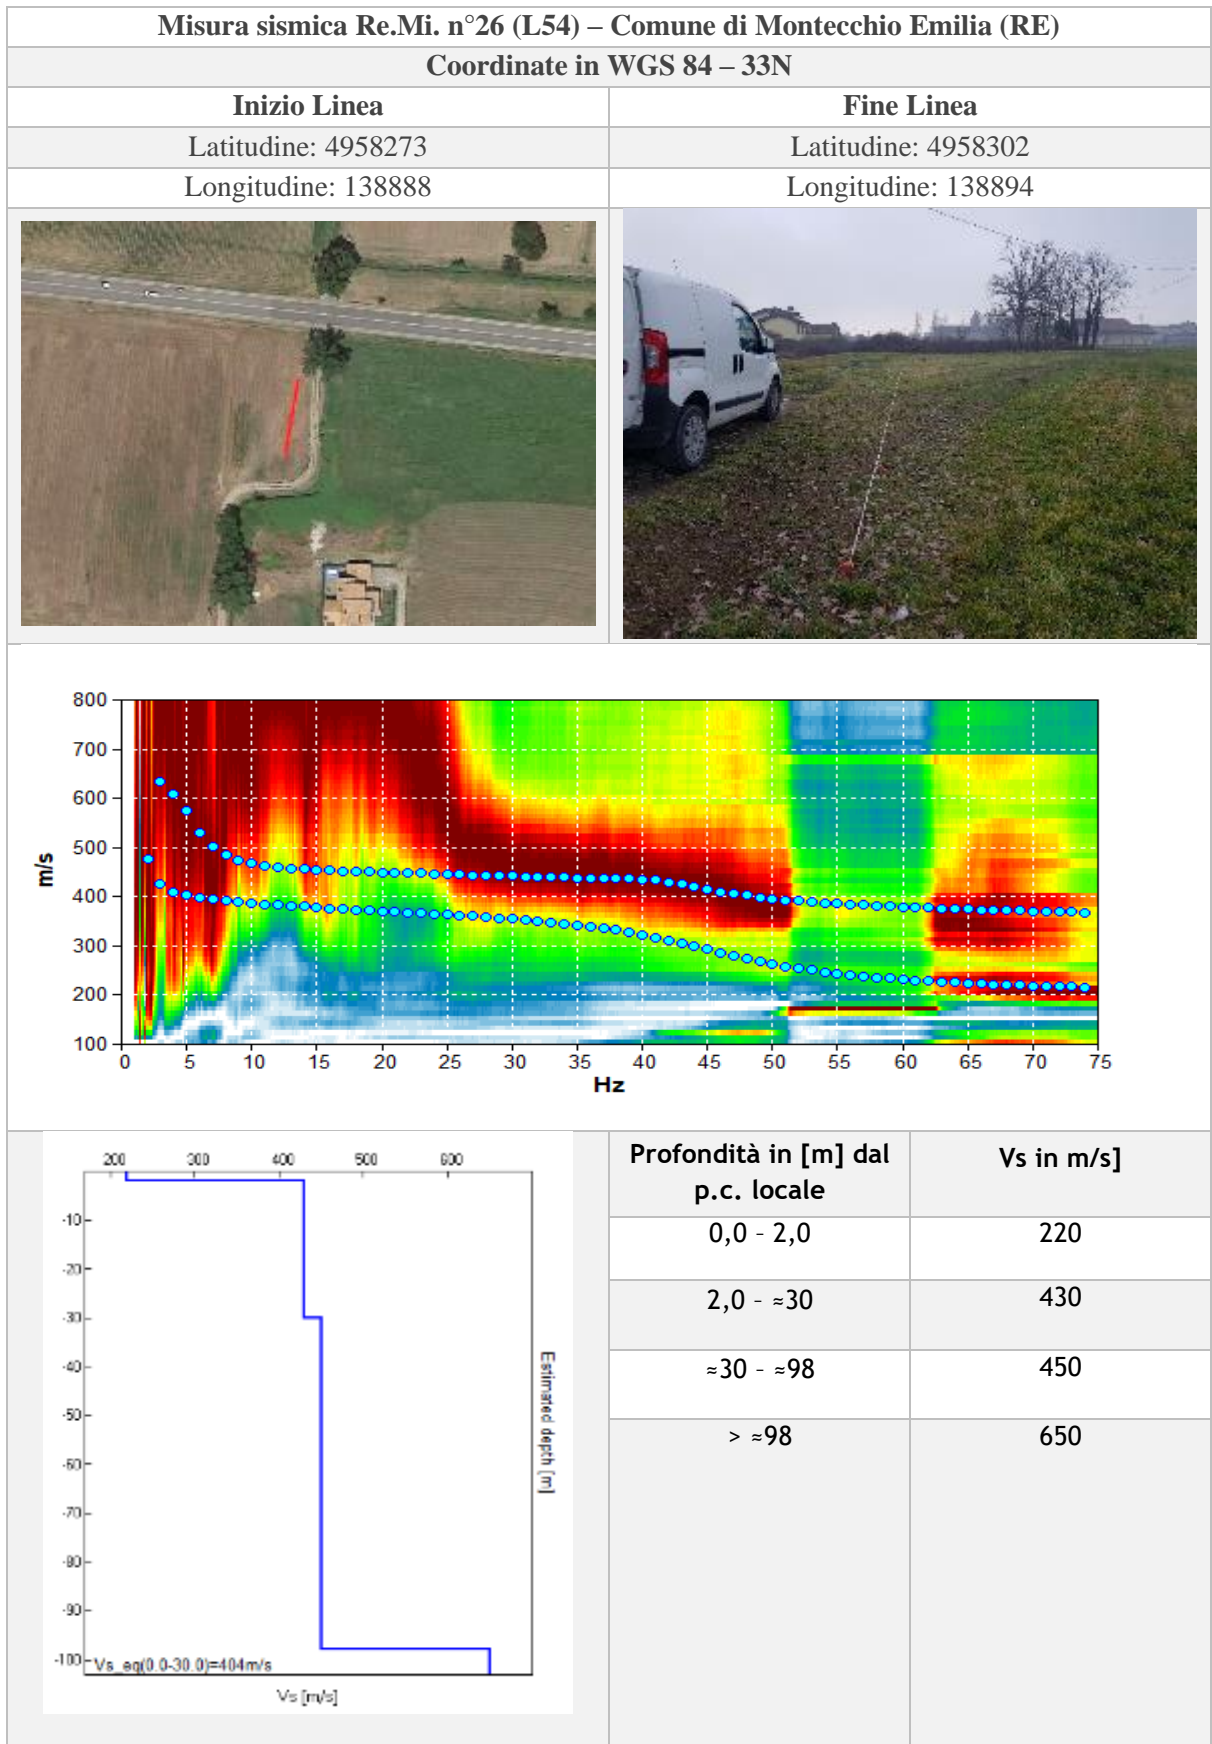 Misura sismica Re.Mi. n°26 (L54) – Comune di Montecchio Emilia (RE)
Coordinate in WGS 84 – 33N
Inizio Linea
Fine Linea
Latitudine: 4958273
Latitudine: 4958302
Longitudine: 138888
Longitudine: 138894
800
700
600
500
400
300
200
100
m/s
0 5 10 15 20 25 30 35 40 45 50 55 60 65 70 75
Hz
200 300 400 500 600
-10
-20
-30
-40
-50
-60
-70
-80
-90
-100
Estimated depth [m]
Vs_eq(0.0-30.0)=404m/s
Vs [m/s]
Profondità in [m] dal
p.c. locale
Vs in m/s]
0,0 – 2,0
220
2,0 – ≈30
430
≈30 – ≈98
450
> ≈98
650